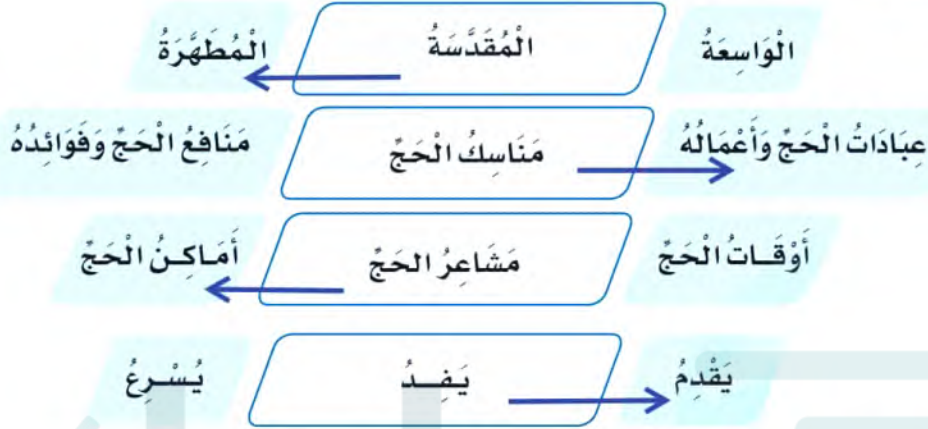 الْوَاسِعَةُ الْمُقَدَّسَةُ الْمُطَهَّرَةُ
عِبَادَاتُ الْحَجِّ وَأَعْمَالُهُ مَنَاسِكُ الْحَجِّ مَنَافِعُ الْحَجِّ وَفَوَائِدُهُ
أَوْقَاتُ الْحَجِّ مَشَاعِرُ الحَجِّ أَمَاكِنُ الْحَجِّ
يَقْدِمُ يَفِدُ يُسْرِعُ